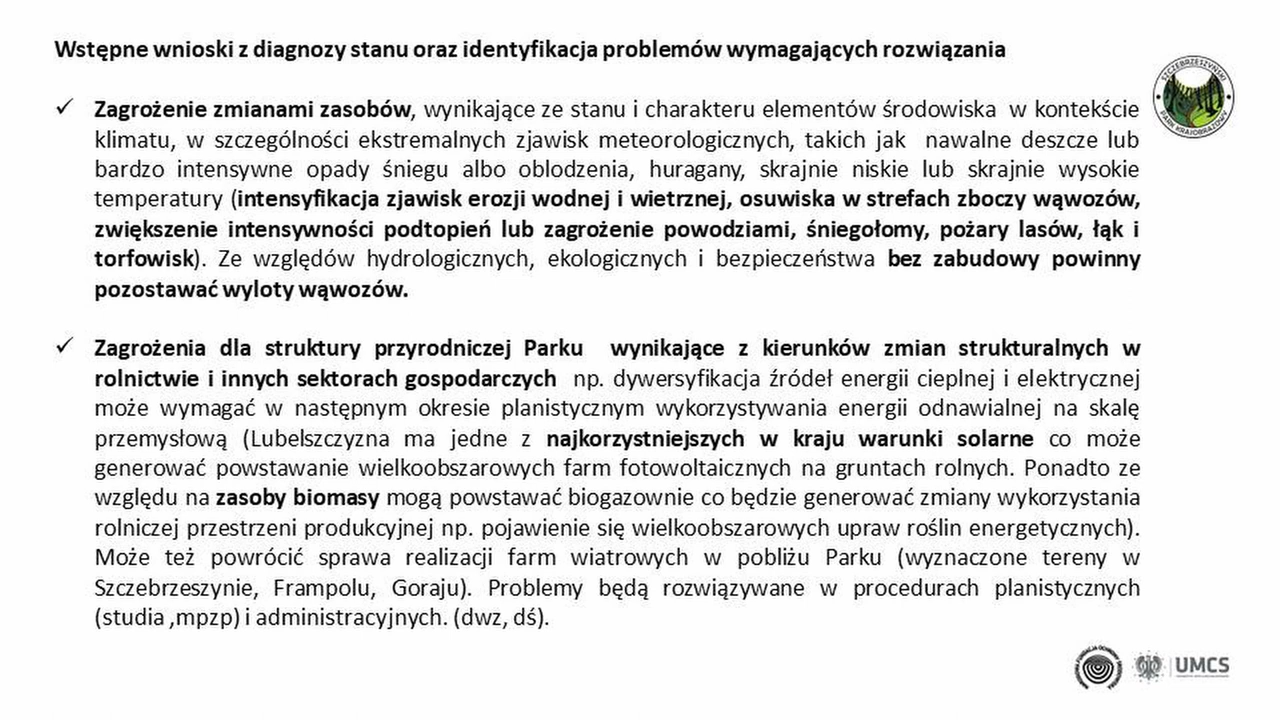 Wstępne wnioski z diagnozy stanu oraz identyfikacja problemów wymagających rozwiązania
SZCZEBRZESZYŃSKI
PARK KRAJOBRAZOWY
✓ Zagrożenie zmianami zasobów, wynikające ze stanu i charakteru elementów środowiska w kontekście
klimatu, w szczególności ekstremalnych zjawisk meteorologicznych, takich jak nawalne deszcze lub
bardzo intensywne opady śniegu albo oblodzenia, huragany, skrajnie niskie lub skrajnie wysokie
temperatury (intensyfikacja zjawisk erozji wodnej i wietrznej, osuwiska w strefach zboczy wąwozów,
zwiększenie intensywności podtopień lub zagrożenie powodziami, śniegołomy, pożary lasów, łąk i
torfowisk). Ze względów hydrologicznych, ekologicznych i bezpieczeństwa bez zabudowy powinny
pozostawać wyloty wąwozów.
✓ Zagrożenia dla struktury przyrodniczej Parku wynikające z kierunków zmian strukturalnych w
rolnictwie i innych sektorach gospodarczych np. dywersyfikacja źródeł energii cieplnej i elektrycznej
może wymagać w następnym okresie planistycznym wykorzystywania energii odnawialnej na skalę
przemysłową (Lubelszczyzna ma jedne z najkorzystniejszych w kraju warunki solarne co może
generować powstawanie wielkoobszarowych farm fotowoltaicznych na gruntach rolnych. Ponadto ze
względu na zasoby biomasy mogą powstawać biogazownie co będzie generować zmiany wykorzystania
rolniczej przestrzeni produkcyjnej np. pojawienie się wielkoobszarowych upraw roślin energetycznych).
Może też powrócić sprawa realizacji farm wiatrowych w pobliżu Parku (wyznaczone tereny w
Szczebrzeszynie, Frampolu, Goraju). Problemy będą rozwiązywane w procedurach planistycznych
(studia ,mpzp) i administracyjnych. (dwz, dś).
UMCS